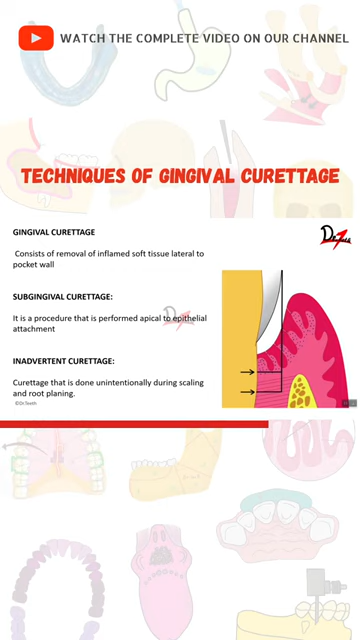 WATCH THE COMPLETE VIDEO ON OUR CHANNEL
TECHNIQUES OF GINGIVAL CURETTAGE
GINGIVAL CURETTAGE
Consists of removal of inflamed soft tissue lateral to
pocket wall
SUBGINGIVAL CURETTAGE:
It is a procedure that is performed apical to epithelial
attachment
INADVERTENT CURETTAGE:
Curettage that is done unintentionally during scaling
and root planing.
©Dr.Teeth